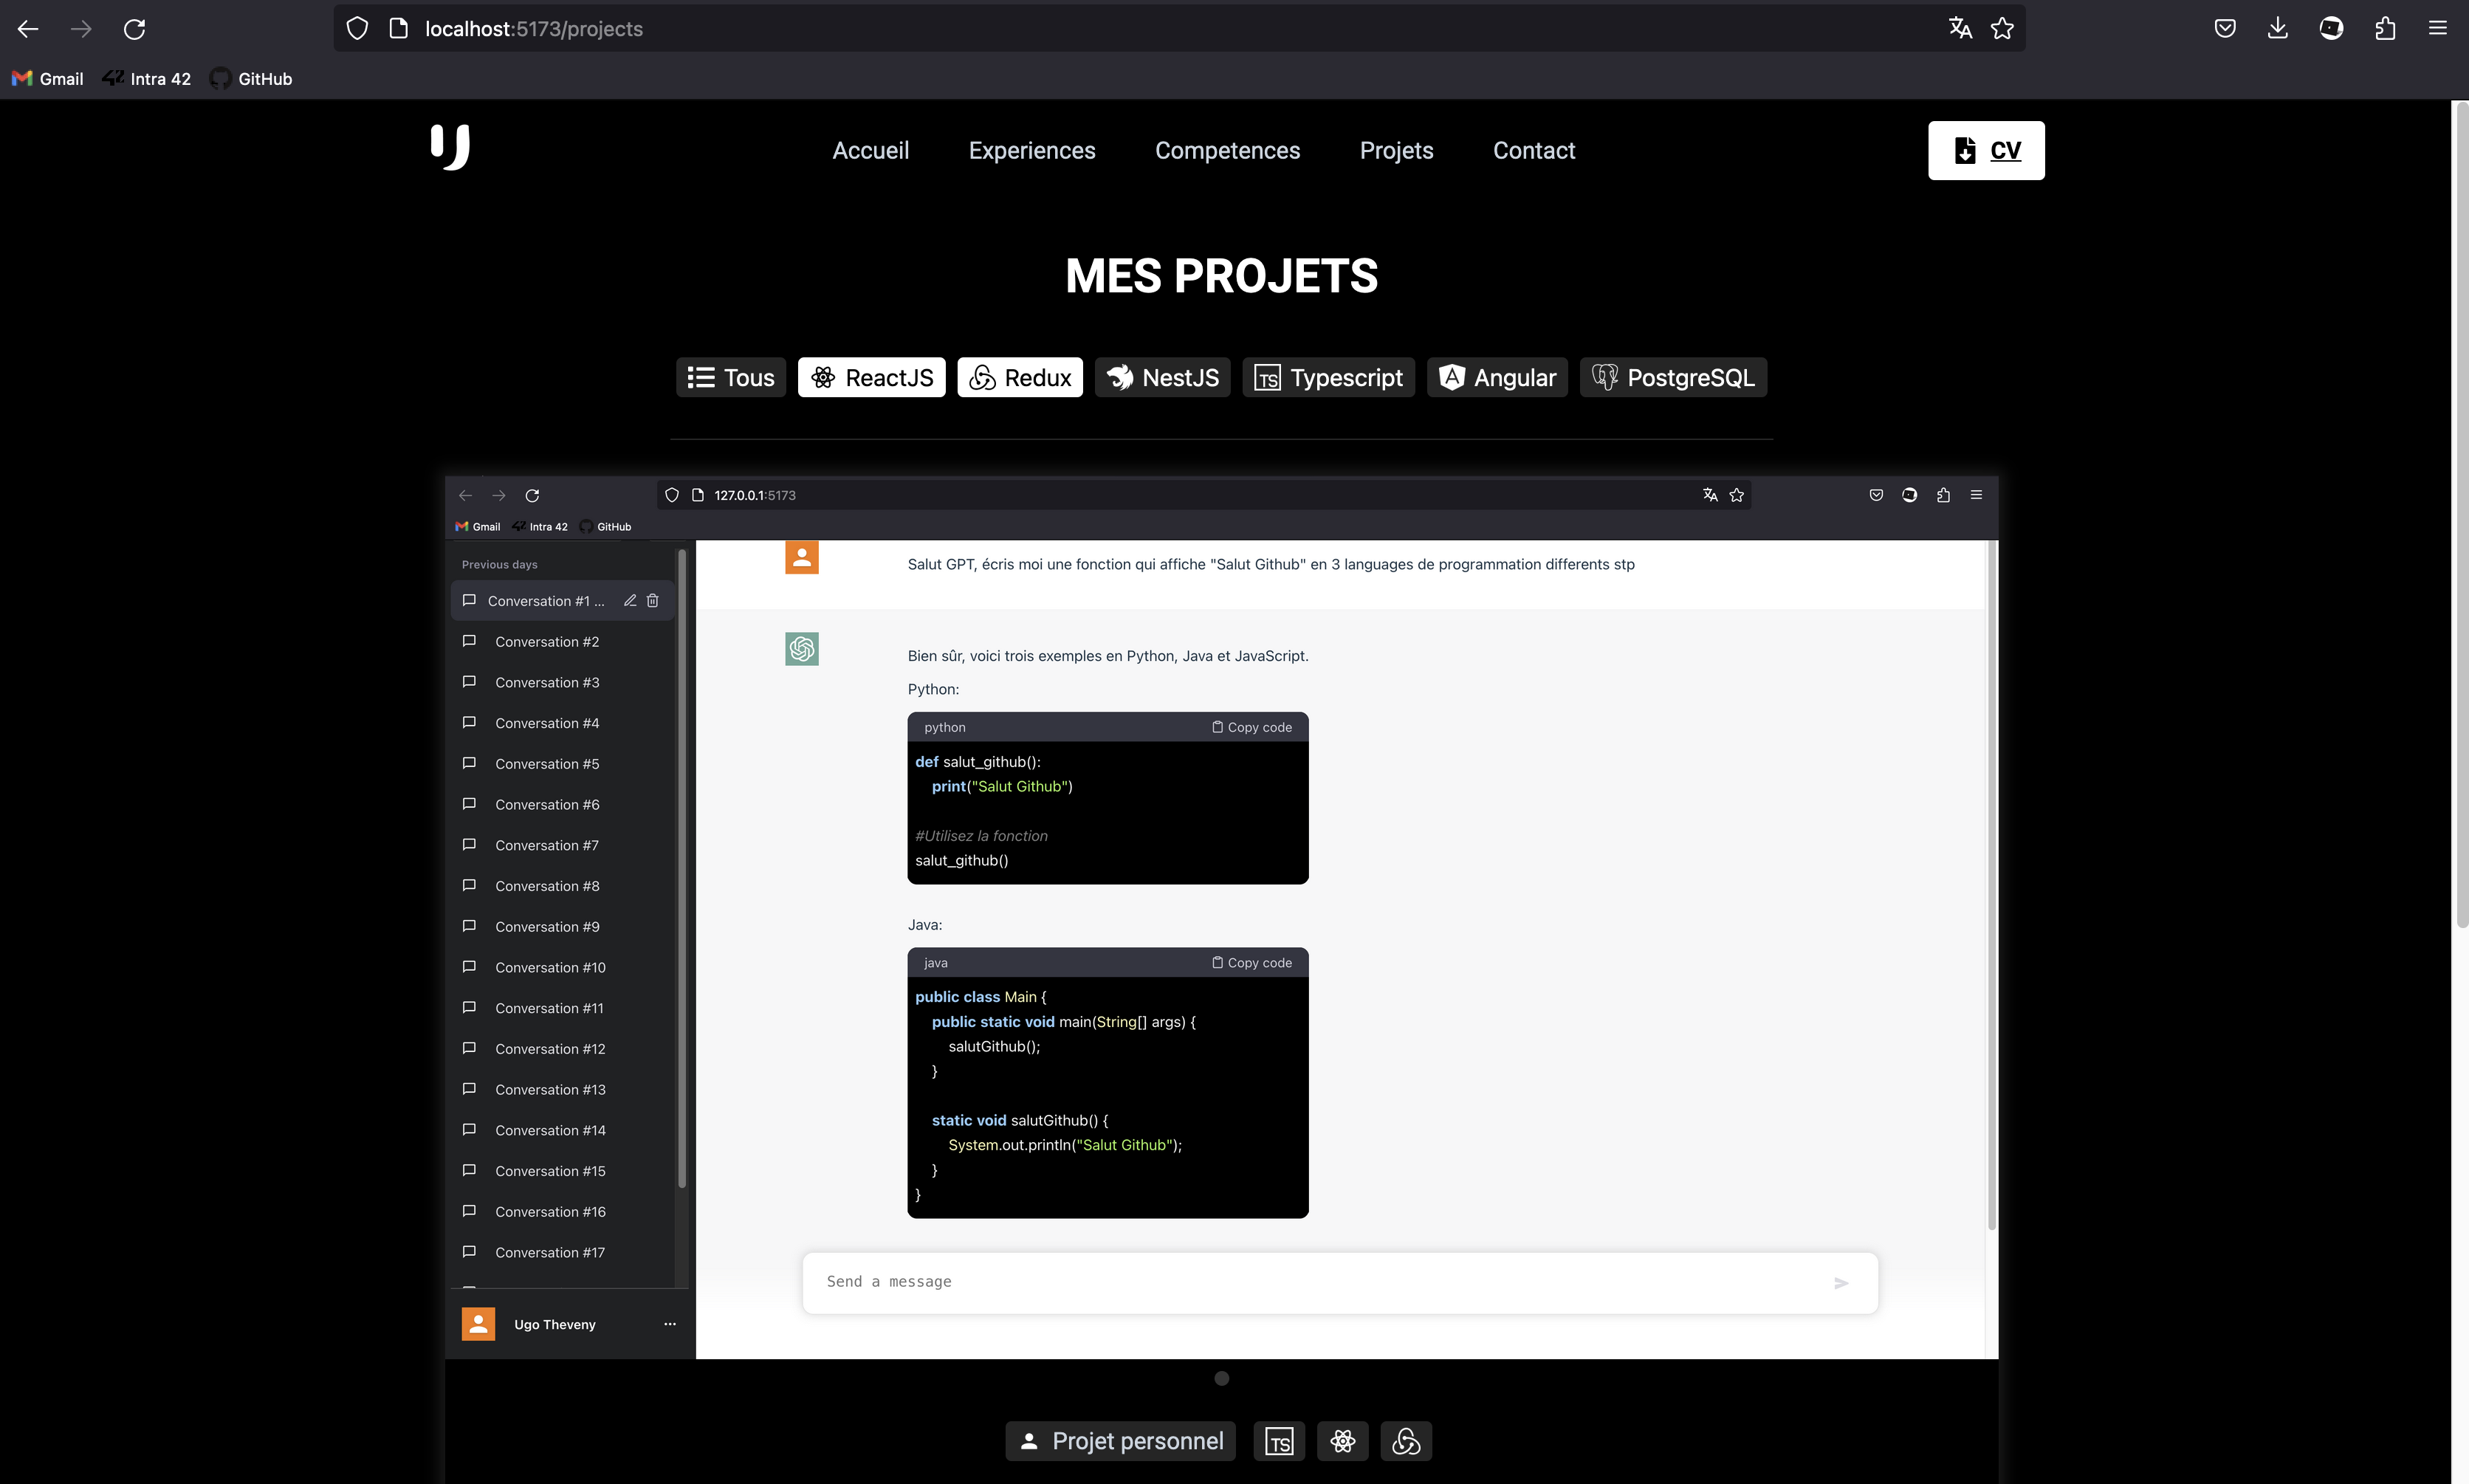 localhost:5173/projects
Gmail
Intra 42
GitHub
Accueil
Experiences
Competences
Projets
Contact
CV
MES PROJETS
Tous
ReactJS
Redux
NestJS
TS Typescript
Angular
PostgreSQL
127.0.0.1:5173
Gmail
Intra 42
GitHub
Previous days
Conversation #1 ...
Conversation #2
Conversation #3
Conversation #4
Conversation #5
Conversation #6
Conversation #7
Conversation #8
Conversation #9
Conversation #10
Conversation #11
Conversation #12
Conversation #13
Conversation #14
Conversation #15
Conversation #16
Conversation #17
Ugo Theveny
Salut GPT, écris moi une fonction qui affiche "Salut Github" en 3 languages de programmation differents stp
Bien sûr, voici trois exemples en Python, Java et JavaScript.
Python:
python
Copy code
def salut_github():
print("Salut Github")
#Utilisez la fonction
salut_github()
Java:
java
Copy code
public class Main {
public static void main(String[] args) {
salutGithub();
}
static void salutGithub() {
System.out.println("Salut Github");
}
}
Send a message
Projet personnel
TS